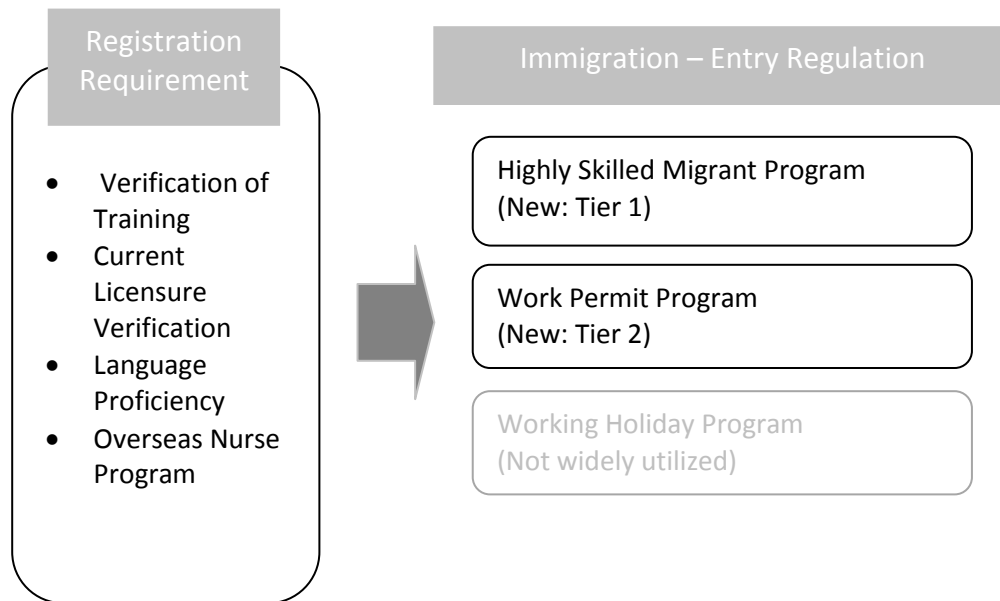 Registration
Requirement
• Verification of
Training
• Current
Licensure
Verification
• Language
Proficiency
• Overseas Nurse
Program
Immigration – Entry Regulation
Highly Skilled Migrant Program
(New: Tier 1)
Work Permit Program
(New: Tier 2)
Working Holiday Program
(Not widely utilized)